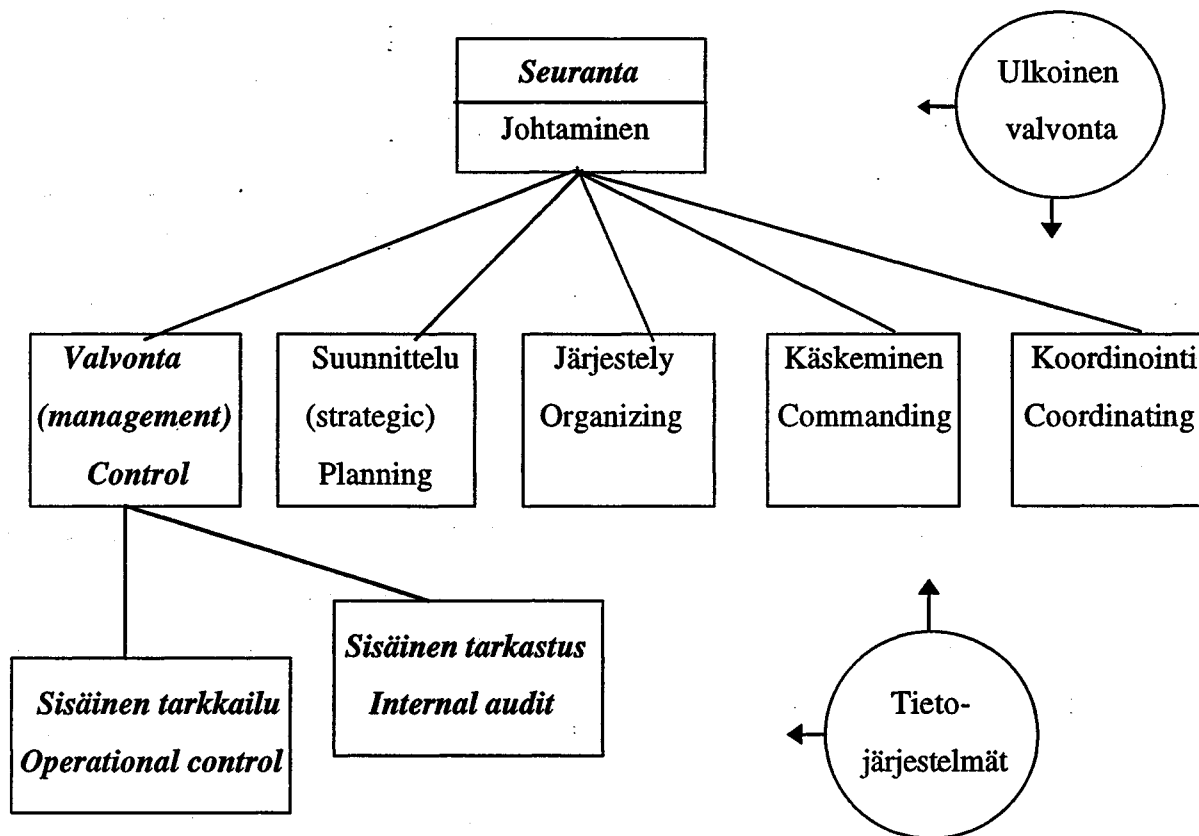 Seuranta
Johtaminen
Ulkoinen
valvonta
Valvonta
(management)
Control
Suunnittelu
(strategic)
Planning
Järjestely
Organizing
Käskeminen
Commanding
Koordinointi
Coordinating
Sisäinen tarkkailu
Operational control
Sisäinen tarkastus
Internal audit
Tieto-
järjestelmät